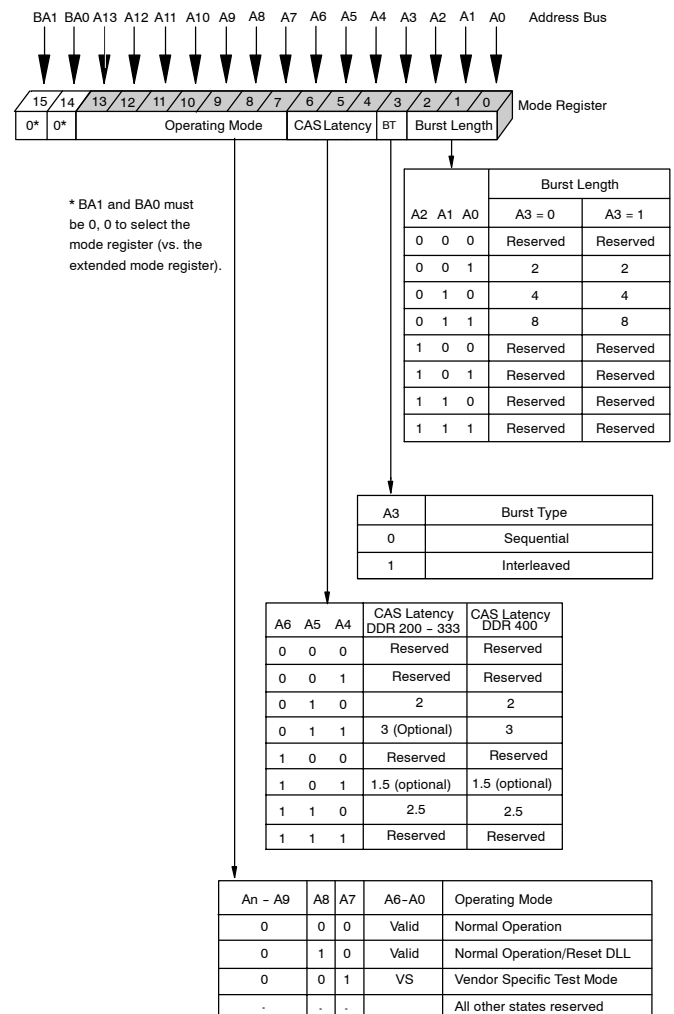 BA1 BA0 A13 A12 A11 A10 A9 A8 A7 A6 A5 A4 A3 A2 A1 A0 Address Bus
15 14 13 12 11 10 9 8 7 6 5 4 3 2 1 0 Mode Register
0* 0* Operating Mode CAS Latency BT Burst Length
* BA1 and BA0 must
be 0, 0 to select the
mode register (vs. the
extended mode register).
Burst Length
A2 A1 A0 A3 = 0 A3 = 1
0 0 0 Reserved Reserved
0 0 1 2 2
0 1 0 4 4
0 1 1 8 8
1 0 0 Reserved Reserved
1 0 1 Reserved Reserved
1 1 0 Reserved Reserved
1 1 1 Reserved Reserved
A3 Burst Type
0 Sequential
1 Interleaved
A6 A5 A4 CAS Latency DDR 200 - 333 CAS Latency DDR 400
0 0 0 Reserved Reserved
0 0 1 Reserved Reserved
0 1 0 2 2
0 1 1 3 (Optional) 3
1 0 0 Reserved Reserved
1 0 1 1.5 (optional) 1.5 (optional)
1 1 0 2.5 2.5
1 1 1 Reserved Reserved
An - A9 A8 A7 A6-A0 Operating Mode
0 0 0 Valid Normal Operation
0 1 0 Valid Normal Operation/Reset DLL
0 0 1 VS Vendor Specific Test Mode
. . . All other states reserved